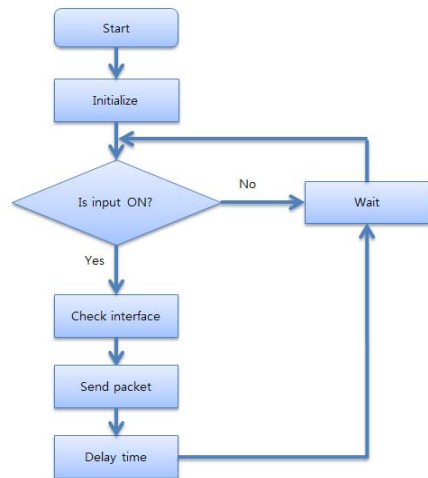 Start
Initialize
Is input ON?
No
Wait
Yes
Check interface
Send packet
Delay time